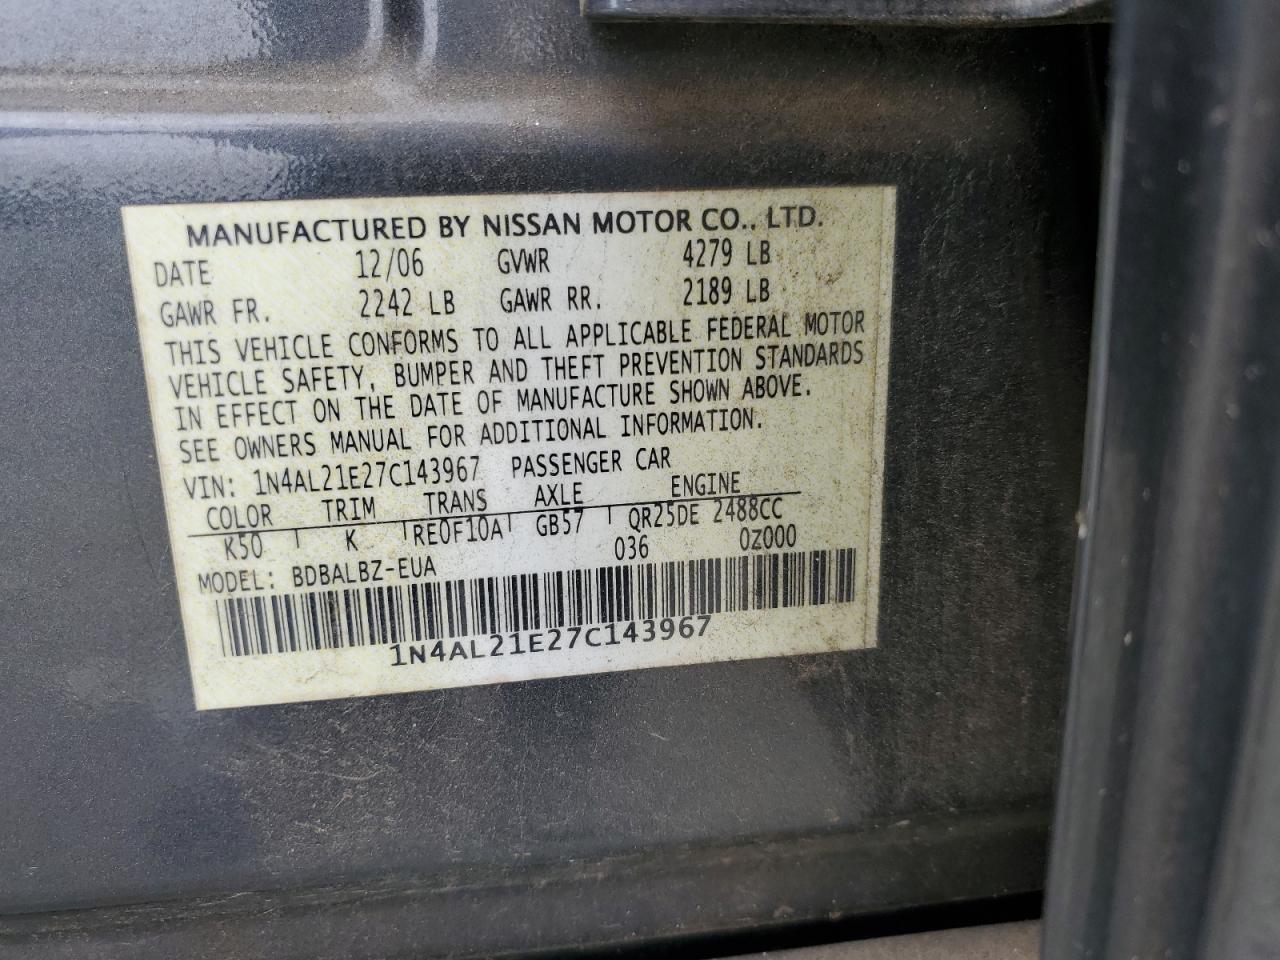 MANUFACTURED BY NISSAN MOTOR CO., LTD.
DATE 12/06 GVWR 4279 LB
GAWR FR. 2242 LB GAWR RR. 2189 LB
THIS VEHICLE CONFORMS TO ALL APPLICABLE FEDERAL MOTOR
VEHICLE SAFETY, BUMPER AND THEFT PREVENTION STANDARDS
IN EFFECT ON THE DATE OF MANUFACTURE SHOWN ABOVE.
SEE OWNERS MANUAL FOR ADDITIONAL INFORMATION.
VIN: 1N4AL21E27C143967 PASSENGER CAR
COLOR TRIM TRANS AXLE ENGINE
K50 K RE0F10A GB57 QR25DE 2488CC
036 0Z000
MODEL: BDBALBZ-EUA
1N4AL21E27C143967